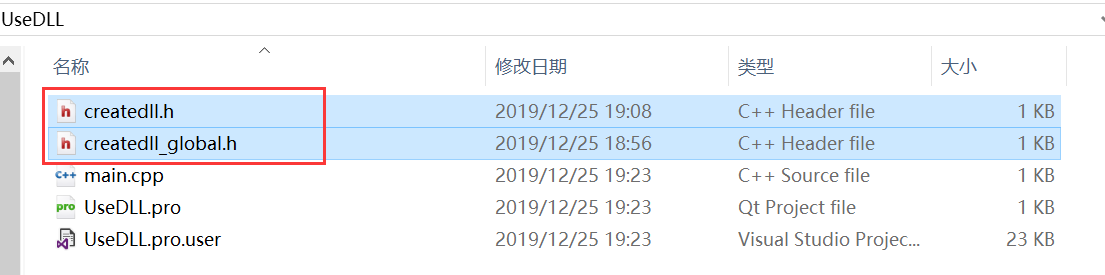 UseDLL
名称 修改日期 类型 大小
createdll.h 2019/12/25 19:08 C++ Header file 1 KB
createdll_global.h 2019/12/25 18:56 C++ Header file 1 KB
main.cpp 2019/12/25 19:23 C++ Source file 1 KB
UseDLL.pro 2019/12/25 19:23 Qt Project file 1 KB
UseDLL.pro.user 2019/12/25 19:23 Visual Studio Projec... 23 KB